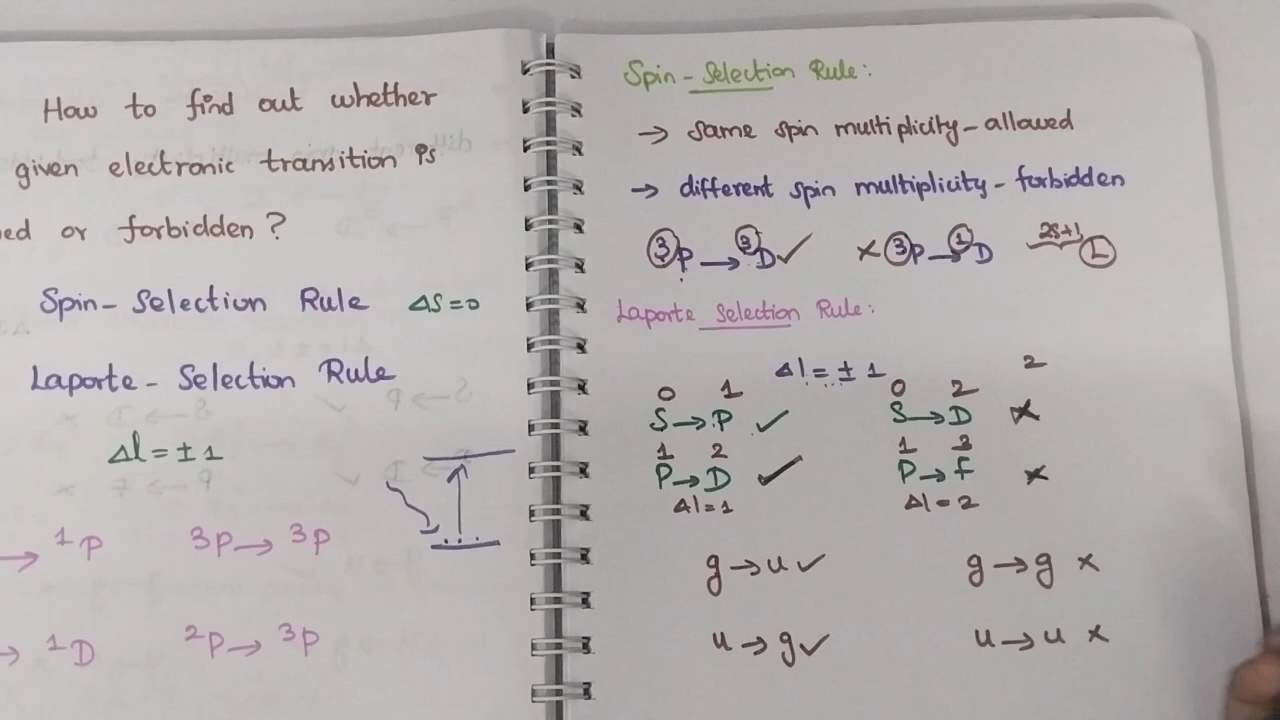 How to find out whether
given electronic transition is
ed or forbidden?
Spin-Selection Rule ΔS=0
Laporte-Selection Rule
Δl=±1
→ ¹P 3P→ ³P
→ ¹D ²P→ ³P
Spin-Selection Rule:
→ same spin multiplicity-allowed
→ different spin multiplicity-forbidden
³P→³D✓ ×³P→¹D 2S+1 L
Laporte Selection Rule:
Δl=±1 2
0 1 0 2
S→P ✓ S→D ×
1 2 1 3
P→D ✓ P→f ×
Δl=1 Δl=2
g→u✓ g→g ×
u→g✓ u→u ×